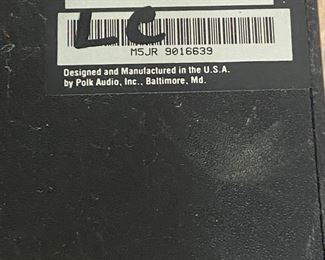 LC
M5JR 9016639
Designed and Manufactured in the U.S.A.
by Polk Audio, Inc., Baltimore, Md.